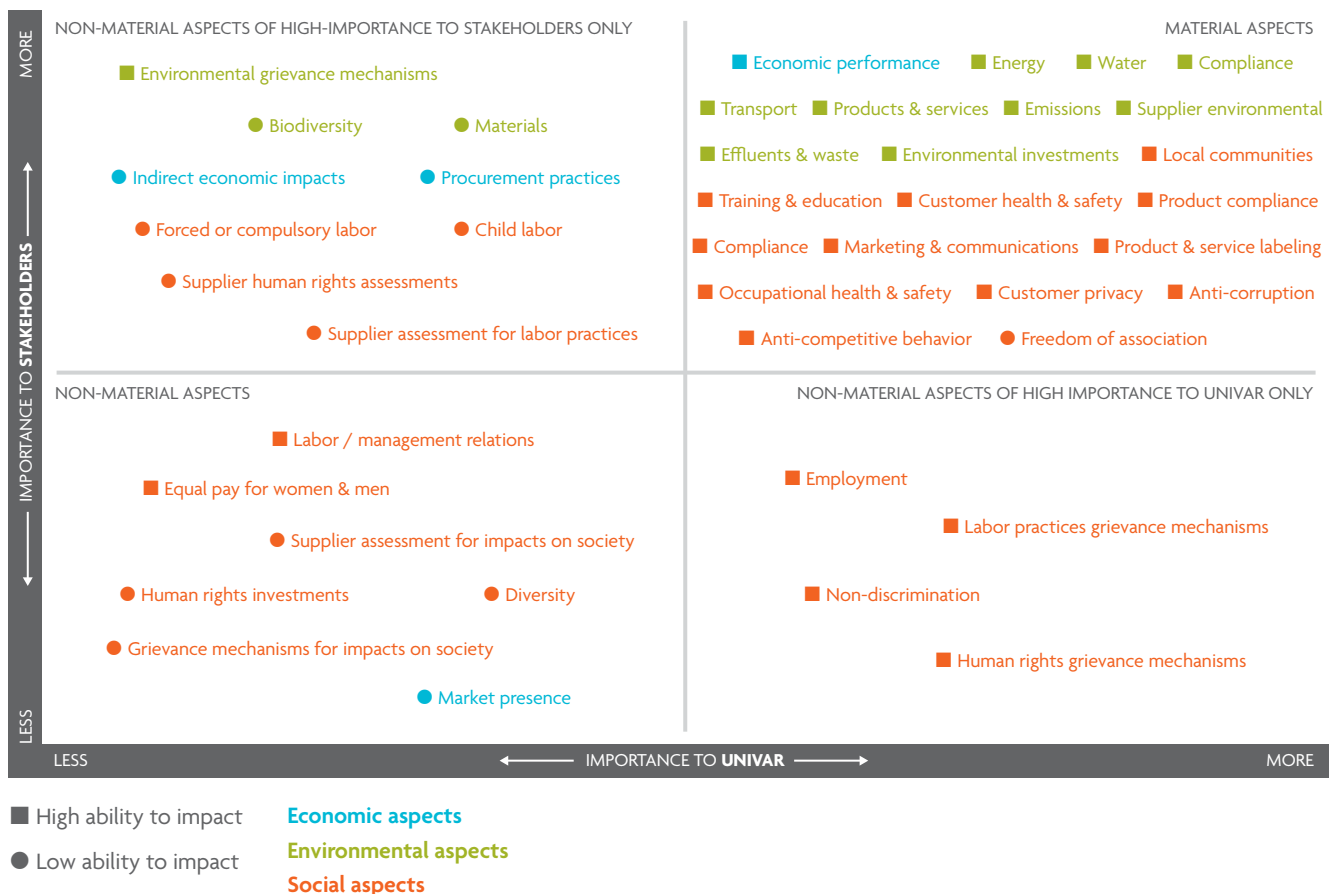 NON-MATERIAL ASPECTS OF HIGH-IMPORTANCE TO STAKEHOLDERS ONLY
Environmental grievance mechanisms
Biodiversity
Materials
Indirect economic impacts
Procurement practices
Forced or compulsory labor
Child labor
Supplier human rights assessments
Supplier assessment for labor practices
MATERIAL ASPECTS
Economic performance Energy Water Compliance
Transport Products & services Emissions Supplier environmental
Effluents & waste Environmental investments Local communities
Training & education Customer health & safety Product compliance
Compliance Marketing & communications Product & service labeling
Occupational health & safety Customer privacy Anti-corruption
Anti-competitive behavior Freedom of association
NON-MATERIAL ASPECTS
Labor / management relations
Equal pay for women & men
Supplier assessment for impacts on society
Human rights investments
Diversity
Grievance mechanisms for impacts on society
Market presence
NON-MATERIAL ASPECTS OF HIGH IMPORTANCE TO UNIVAR ONLY
Employment
Labor practices grievance mechanisms
Non-discrimination
Human rights grievance mechanisms
MORE
IMPORTANCE TO STAKEHOLDERS
LESS
LESS
IMPORTANCE TO UNIVAR
MORE
High ability to impact
Low ability to impact
Economic aspects
Environmental aspects
Social aspects